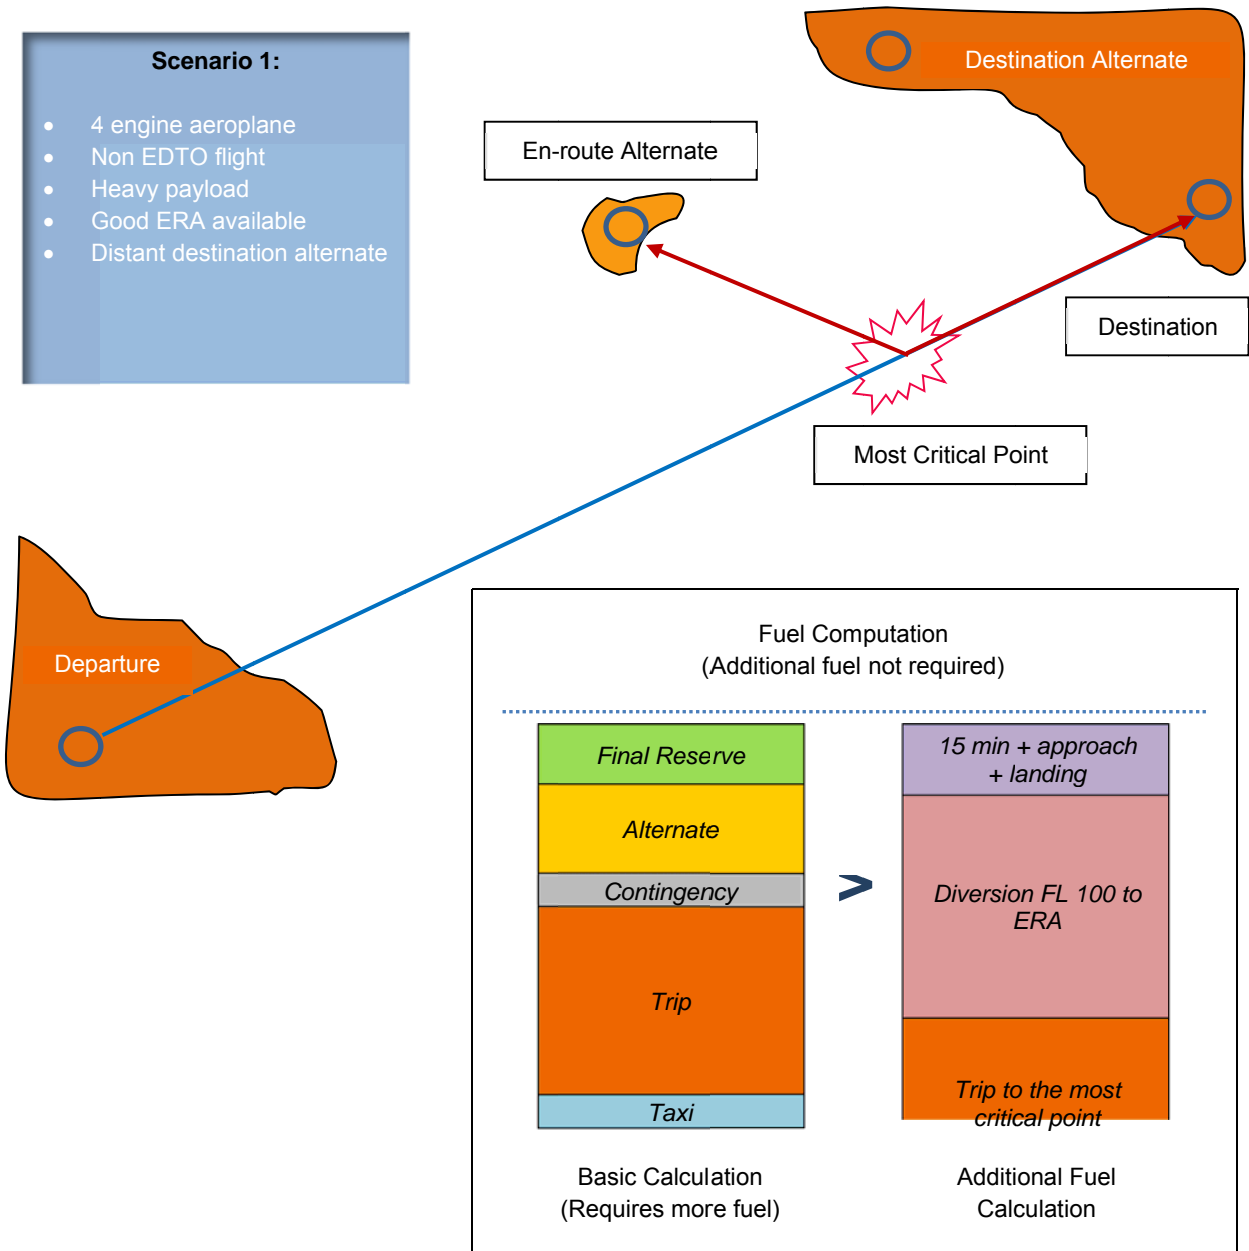 Scenario 1:
• 4 engine aeroplane
• Non EDTO flight
• Heavy payload
• Good ERA available
• Distant destination alternate
Destination Alternate
En-route Alternate
Destination
Most Critical Point
Departure
Fuel Computation
(Additional fuel not required)
Final Reserve
Alternate
Contingency
Trip
Taxi
>
15 min + approach
+ landing
Diversion FL 100 to
ERA
Trip to the most
critical point
Basic Calculation
(Requires more fuel)
Additional Fuel
Calculation